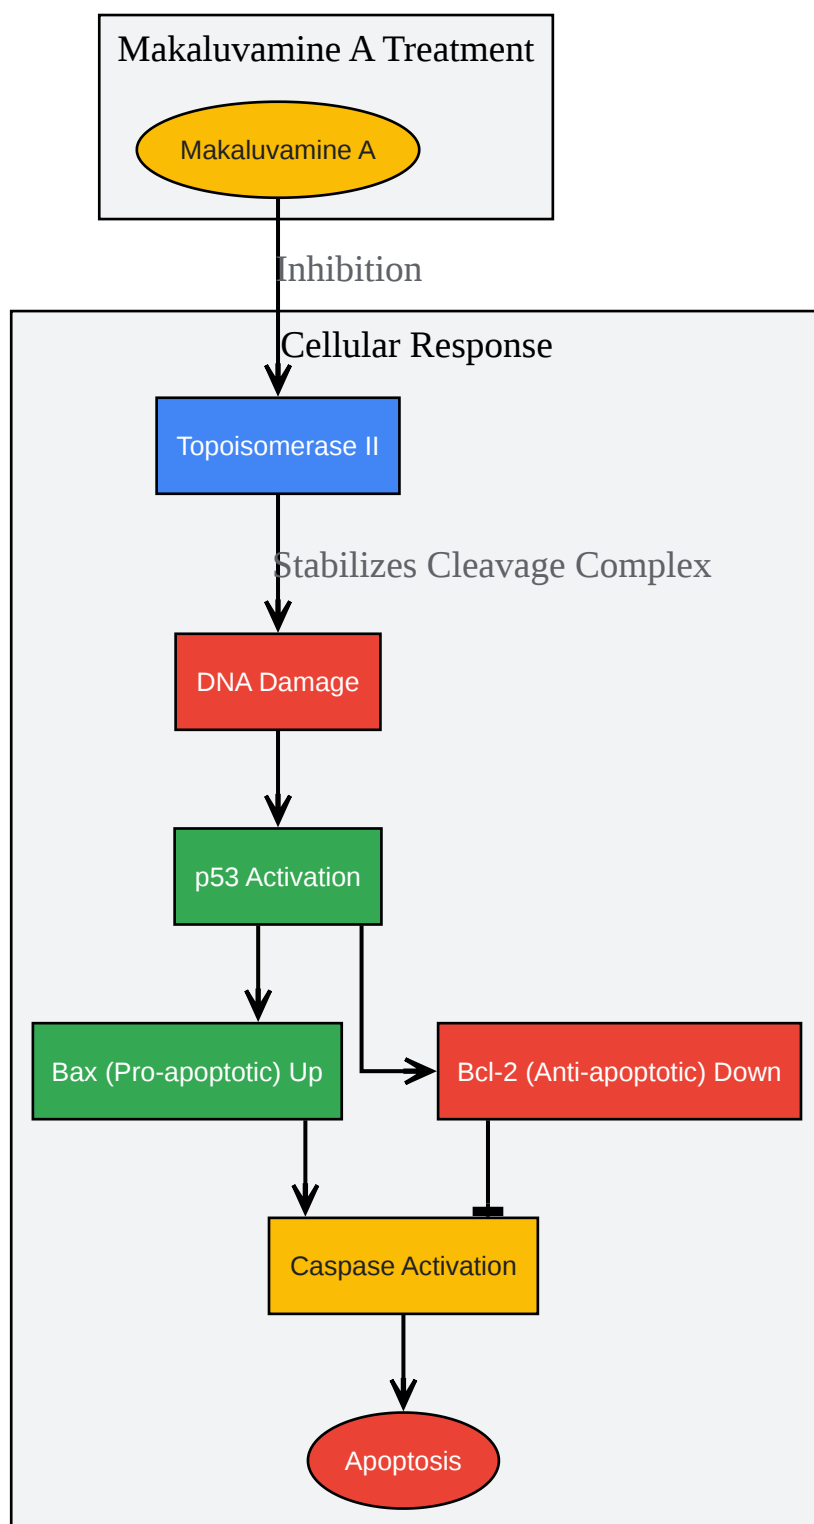 Makaluvamine A Treatment
Makaluvamine A
Inhibition
Cellular Response
Topoisomerase II
Stabilizes Cleavage Complex
DNA Damage
p53 Activation
Bax (Pro-apoptotic) Up
Bcl-2 (Anti-apoptotic) Down
Caspase Activation
Apoptosis